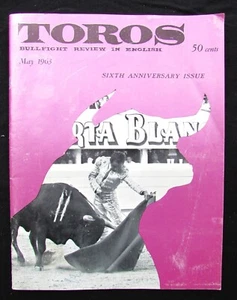 TOROS
BULLFIGHT REVIEW IN ENGLISH
50 cents
May 1963
SIXTH ANNIVERSARY ISSUE
RTA BLAN